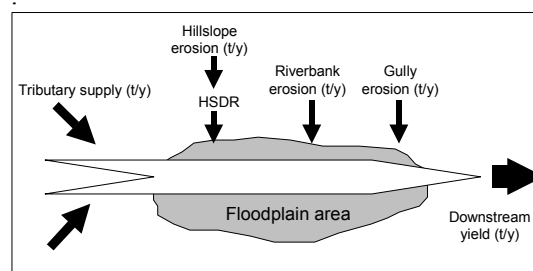 Hillslope
erosion (t/y)
Riverbank
erosion (t/y)
Gully
erosion (t/y)
Tributary supply (t/y)
HSDR
Floodplain area
Downstream
yield (t/y)